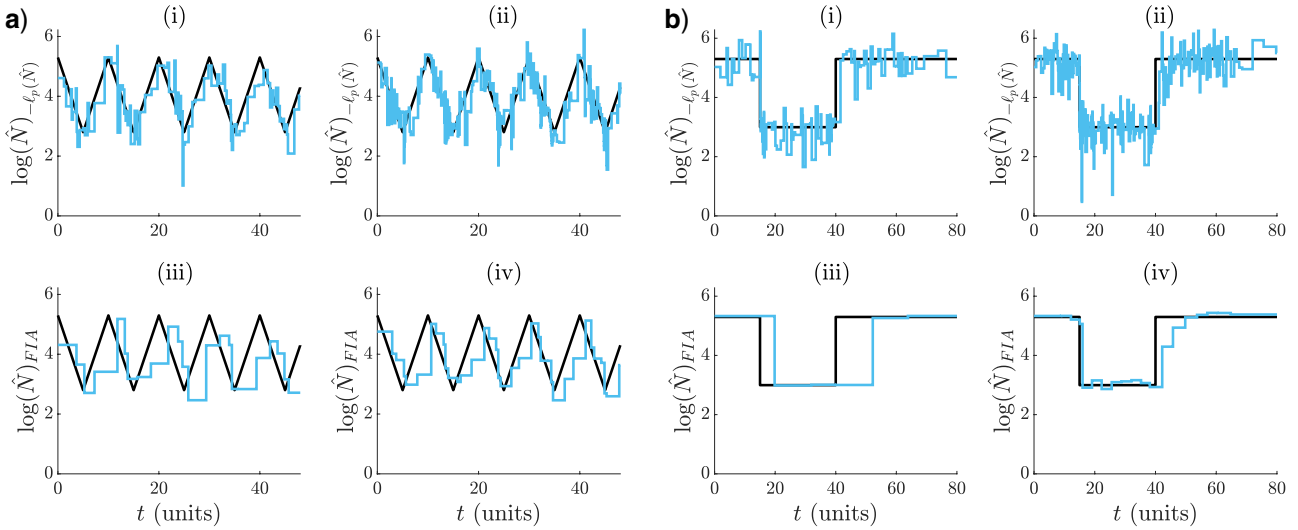 a) (i) (ii) b) (i) (ii)
log(N̂)_{−ℓ_p(N̂)} 6 4 2 0
0 20 40
log(N̂)_{−ℓ_p(N̂)} 6 4 2 0
0 20 40
log(N̂)_{−ℓ_p(N̂)} 6 4 2 0
0 20 40 60 80
log(N̂)_{−ℓ_p(N̂)} 6 4 2 0
0 20 40 60 80
(iii) (iv) (iii) (iv)
log(N̂)_{FIA} 6 4 2 0
0 20 40
t (units)
log(N̂)_{FIA} 6 4 2 0
0 20 40
t (units)
log(N̂)_{FIA} 6 4 2 0
0 20 40 60 80
t (units)
log(N̂)_{FIA} 6 4 2 0
0 20 40 60 80
t (units)